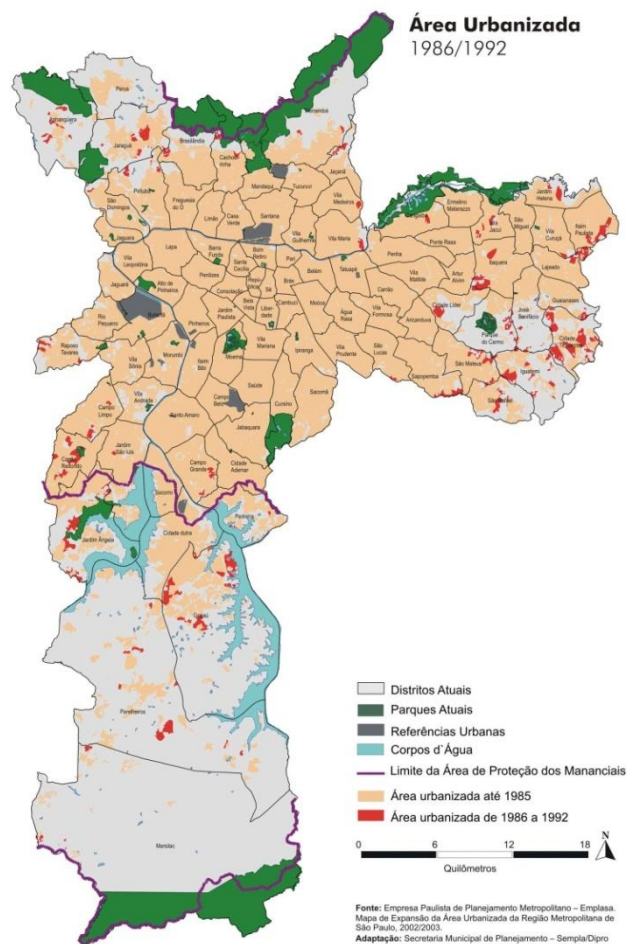 Área Urbanizada
1986/1992
Perus
Anhanguera
Tremembé
Jaraguá
Brasilândia
Cachoeirinha
Jaçanã
Mandaqui
Tucuruvi
Pirituba
Freguesia do Ó
Vila Medeiros
Jardim Helena
São Domingos
Limão
Casa Verde
Santana
Ermelino Matarazzo
Vila Jacuí
São Miguel
Itaim Paulista
Vila Curuçá
Jaguara
Vila Guilherme
Vila Maria
Ponte Rasa
Lapa
Barra Funda
Bom Retiro
Pari
Penha
Itaquera
Lajeado
Vila Leopoldina
Santa Cecília
Belém
Tatuapé
Vila Matilde
Artur Alvim
Perdizes
Brás
Jaguaré
Alto de Pinheiros
Consolação
Sé
Carrão
Cidade Líder
José Bonifácio
Guaianases
Bela Vista
Cambuci
Mooca
Aricanduva
Jardim Paulista
Liberdade
Água Rasa
Vila Formosa
Parque do Carmo
Rio Pequeno
Pinheiros
Raposo Tavares
Morumbi
Itaim Bibi
Moema
Vila Mariana
Ipiranga
Vila Prudente
São Lucas
São Mateus
Iguatemi
Vila Sônia
Sapopemba
São Rafael
Saúde
Vila Andrade
Campo Belo
Cursino
Sacomã
Campo Limpo
Santo Amaro
Jabaquara
Jardim São Luís
Capão Redondo
Campo Grande
Cidade Ademar
Socorro
Pedreira
Jardim Ângela
Cidade Dutra
Grajaú
Parelheiros
Marsilac
Distritos Atuais
Parques Atuais
Referências Urbanas
Corpos d`Água
Limite da Área de Proteção dos Mananciais
Área urbanizada até 1985
Área urbanizada de 1986 a 1992
0 6 12 18
Quilômetros
N
Fonte: Empresa Paulista de Planejamento Metropolitano – Emplasa.
Mapa de Expansão da Área Urbanizada da Região Metropolitana de
São Paulo, 2002/2003.
Adaptação: Secretaria Municipal de Planejamento – Sempla/Dipro